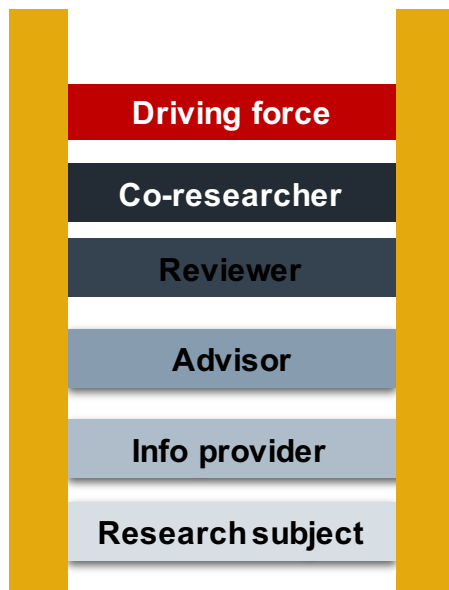 Driving force
Co-researcher
Reviewer
Advisor
Info provider
Research subject